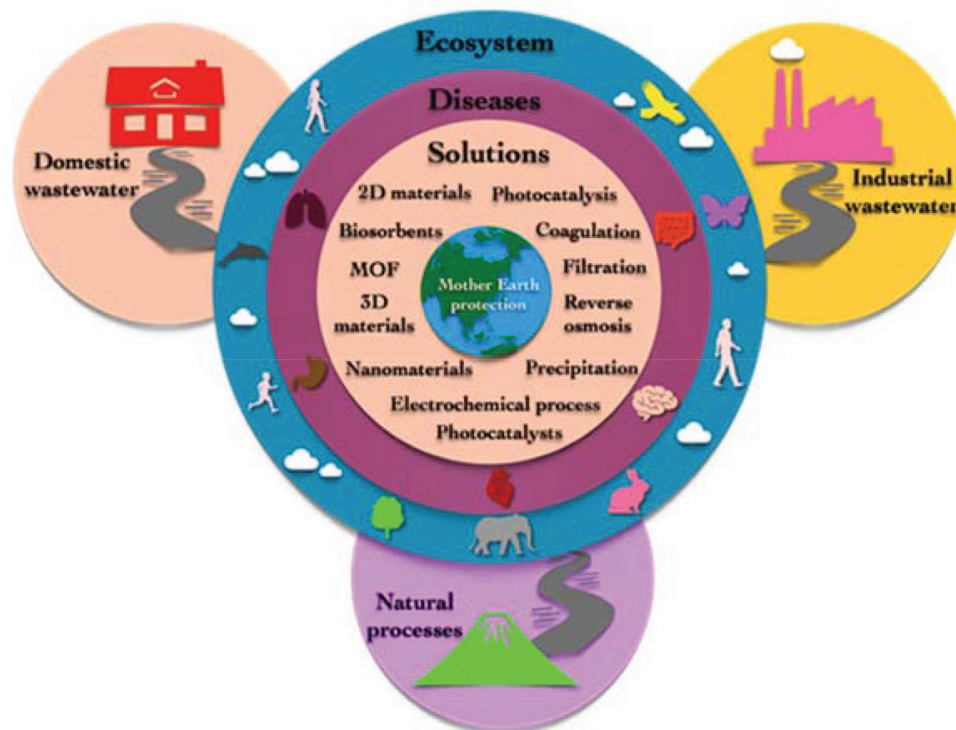 Ecosystem
Diseases
Solutions
Domestic
wastewater
Industrial
wastewater
2D materials
Photocatalysis
Biosorbents
Coagulation
MOF
Filtration
Mother Earth
protection
3D
materials
Reverse
osmosis
Nanomaterials
Precipitation
Electrochemical process
Photocatalysts
Natural
processes